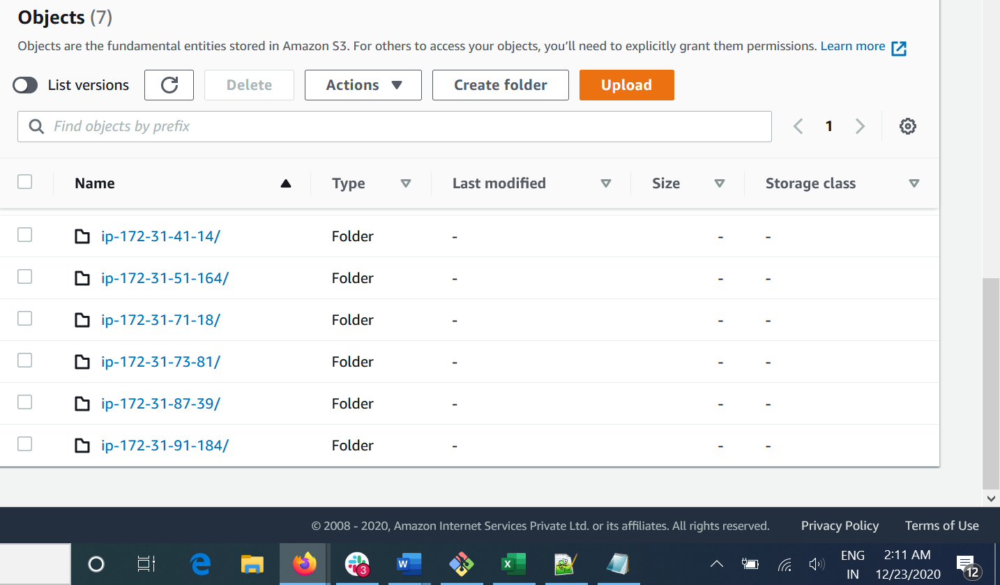 Objects (7)
Objects are the fundamental entities stored in Amazon S3. For others to access your objects, you’ll need to explicitly grant them permissions. Learn more
List versions Delete Actions Create folder Upload
Find objects by prefix 1
Name Type Last modified Size Storage class
ip-172-31-41-14/ Folder - - -
ip-172-31-51-164/ Folder - - -
ip-172-31-71-18/ Folder - - -
ip-172-31-73-81/ Folder - - -
ip-172-31-87-39/ Folder - - -
ip-172-31-91-184/ Folder - - -
© 2008 - 2020, Amazon Internet Services Private Ltd. or its affiliates. All rights reserved. Privacy Policy Terms of Use
3 W X ENG 2:11 AM
IN 12/23/2020 12